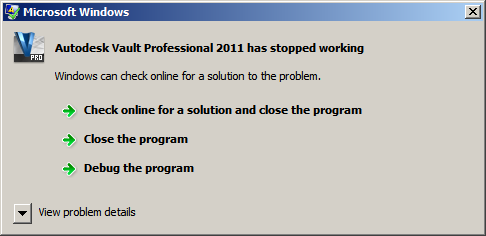 Microsoft Windows
PRO
Autodesk Vault Professional 2011 has stopped working
Windows can check online for a solution to the problem.
Check online for a solution and close the program
Close the program
Debug the program
View problem details